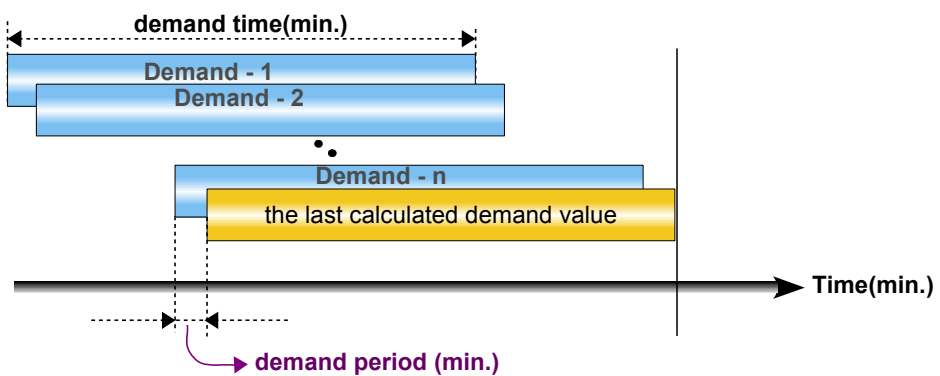 demand time(min.)
Demand - 1
Demand - 2
Demand - n
the last calculated demand value
Time(min.)
demand period (min.)